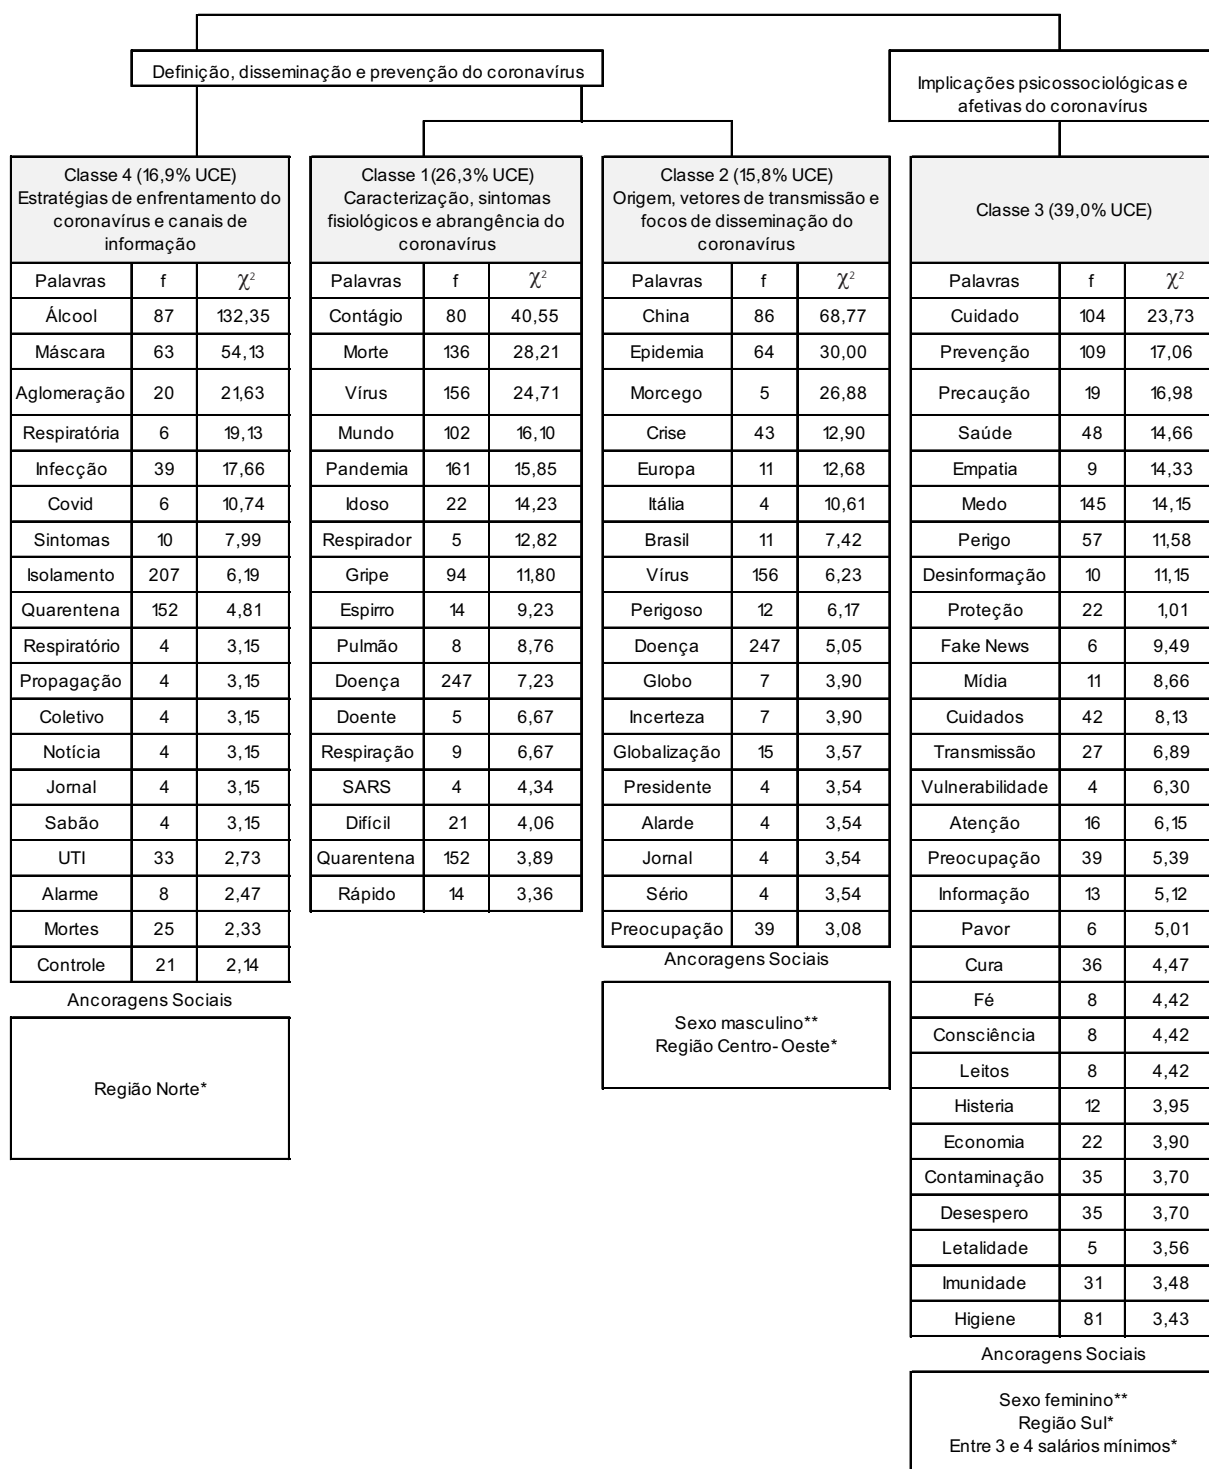 Definição, disseminação e prevenção do coronavírus
Implicações psicossociológicas e
afetivas do coronavírus
Classe 4 (16,9% UCE)
Estratégias de enfrentamento do
coronavírus e canais de
informação
Palavras f χ²
Álcool 87 132,35
Máscara 63 54,13
Aglomeração 20 21,63
Respiratória 6 19,13
Infecção 39 17,66
Covid 6 10,74
Sintomas 10 7,99
Isolamento 207 6,19
Quarentena 152 4,81
Respiratório 4 3,15
Propagação 4 3,15
Coletivo 4 3,15
Notícia 4 3,15
Jornal 4 3,15
Sabão 4 3,15
UTI 33 2,73
Alarme 8 2,47
Mortes 25 2,33
Controle 21 2,14
Ancoragens Sociais
Região Norte*
Classe 1(26,3% UCE)
Caracterização, sintomas
fisiológicos e abrangência do
coronavírus
Palavras f χ²
Contágio 80 40,55
Morte 136 28,21
Vírus 156 24,71
Mundo 102 16,10
Pandemia 161 15,85
Idoso 22 14,23
Respirador 5 12,82
Gripe 94 11,80
Espirro 14 9,23
Pulmão 8 8,76
Doença 247 7,23
Doente 5 6,67
Respiração 9 6,67
SARS 4 4,34
Difícil 21 4,06
Quarentena 152 3,89
Rápido 14 3,36
Classe 2 (15,8% UCE)
Origem, vetores de transmissão e
focos de disseminação do
coronavírus
Palavras f χ²
China 86 68,77
Epidemia 64 30,00
Morcego 5 26,88
Crise 43 12,90
Europa 11 12,68
Itália 4 10,61
Brasil 11 7,42
Vírus 156 6,23
Perigoso 12 6,17
Doença 247 5,05
Globo 7 3,90
Incerteza 7 3,90
Globalização 15 3,57
Presidente 4 3,54
Alarde 4 3,54
Jornal 4 3,54
Sério 4 3,54
Preocupação 39 3,08
Ancoragens Sociais
Sexo masculino**
Região Centro-Oeste*
Classe 3 (39,0% UCE)
Palavras f χ²
Cuidado 104 23,73
Prevenção 109 17,06
Precaução 19 16,98
Saúde 48 14,66
Empatia 9 14,33
Medo 145 14,15
Perigo 57 11,58
Desinformação 10 11,15
Proteção 22 1,01
Fake News 6 9,49
Mídia 11 8,66
Cuidados 42 8,13
Transmissão 27 6,89
Vulnerabilidade 4 6,30
Atenção 16 6,15
Preocupação 39 5,39
Informação 13 5,12
Pavor 6 5,01
Cura 36 4,47
Fé 8 4,42
Consciência 8 4,42
Leitos 8 4,42
Histeria 12 3,95
Economia 22 3,90
Contaminação 35 3,70
Desespero 35 3,70
Letalidade 5 3,56
Imunidade 31 3,48
Higiene 81 3,43
Ancoragens Sociais
Sexo feminino**
Região Sul*
Entre 3 e 4 salários mínimos*